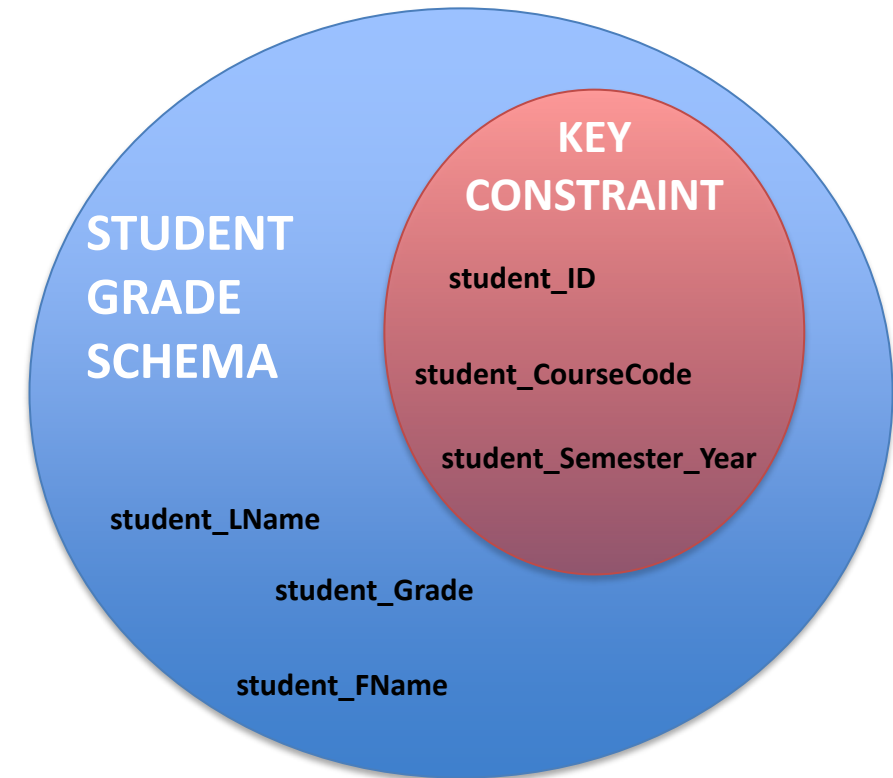 KEY
CONSTRAINT
STUDENT
GRADE
SCHEMA
student_ID
student_CourseCode
student_Semester_Year
student_LName
student_Grade
student_FName